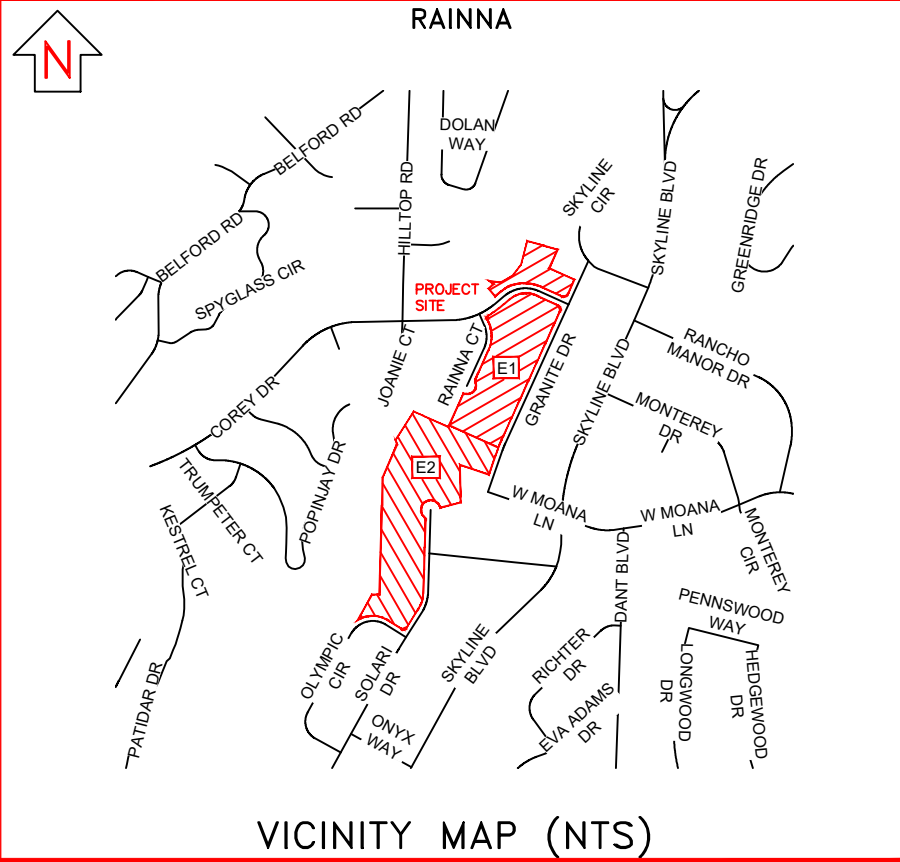 RAINNA
N
BELFORD RD
DOLAN
WAY
HILLTOP RD
SKYLINE
CIR
SKYLINE BLVD
GREENRIDGE DR
BELFORD RD
SPYGLASS CIR
PROJECT
SITE
JOANIE CT
RAINNA CT
E1
GRANITE DR
SKYLINE BLVD
RANCHO
MANOR DR
COREY DR
MONTEREY
DR
POPINJAY DR
E2
TRUMPETER CT
KESTREL CT
W MOANA
LN
W MOANA
LN
MONTEREY
CIR
DANT BLVD
PENNSWOOD
WAY
OLYMPIC
CIR
SOLARI
DR
SKYLINE
BLVD
RICHTER
DR
LONGWOOD
DR
HEDGEWOOD
DR
PATIDAR DR
ONYX
WAY
EVA ADAMS
DR
VICINITY MAP (NTS)